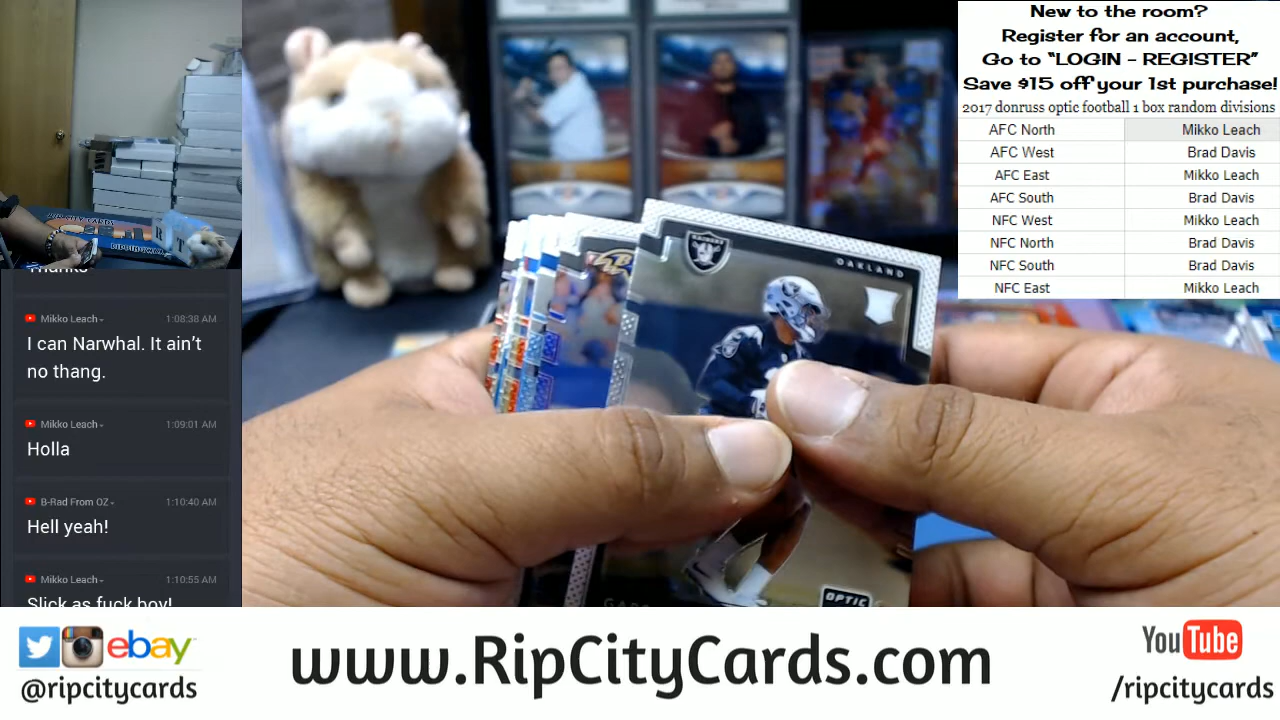 New to the room?
Register for an account,
Go to “LOGIN - REGISTER”
Save $15 off your 1st purchase!
2017 donruss optic football 1 box random divisions
AFC North Mikko Leach
AFC West Brad Davis
AFC East Mikko Leach
AFC South Brad Davis
NFC West Mikko Leach
NFC North Brad Davis
NFC South Brad Davis
NFC East Mikko Leach
RIP CITY CARDS
Thanks
Mikko Leach 1:08:38 AM
I can Narwhal. It ain't
no thang.
Mikko Leach 1:09:01 AM
Holla
B-Rad From OZ 1:10:40 AM
Hell yeah!
Mikko Leach 1:10:55 AM
Slick as fuck boy!
RAIDERS
OAKLAND
OPTIC
ebay
@ripcitycards
www.RipCityCards.com
YouTube
/ripcitycards